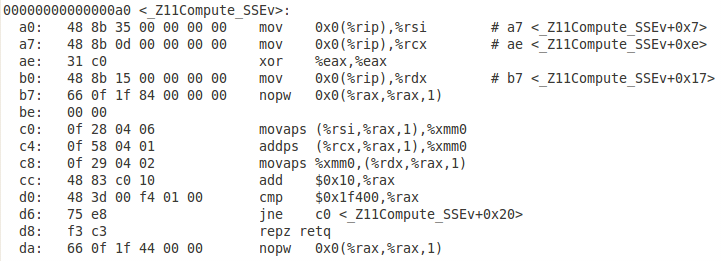 00000000000000a0 <_Z11Compute_SSEv>:
a0: 48 8b 35 00 00 00 00 mov 0x0(%rip),%rsi # a7 <_Z11Compute_SSEv+0x7>
a7: 48 8b 0d 00 00 00 00 mov 0x0(%rip),%rcx # ae <_Z11Compute_SSEv+0xe>
ae: 31 c0 xor %eax,%eax
b0: 48 8b 15 00 00 00 00 mov 0x0(%rip),%rdx # b7 <_Z11Compute_SSEv+0x17>
b7: 66 0f 1f 84 00 00 00 nopw 0x0(%rax,%rax,1)
be: 00 00
c0: 0f 28 04 06 movaps (%rsi,%rax,1),%xmm0
c4: 0f 58 04 01 addps (%rcx,%rax,1),%xmm0
c8: 0f 29 04 02 movaps %xmm0,(%rdx,%rax,1)
cc: 48 83 c0 10 add $0x10,%rax
d0: 48 3d 00 f4 01 00 cmp $0x1f400,%rax
d6: 75 e8 jne c0 <_Z11Compute_SSEv+0x20>
d8: f3 c3 repz retq
da: 66 0f 1f 44 00 00 nopw 0x0(%rax,%rax,1)